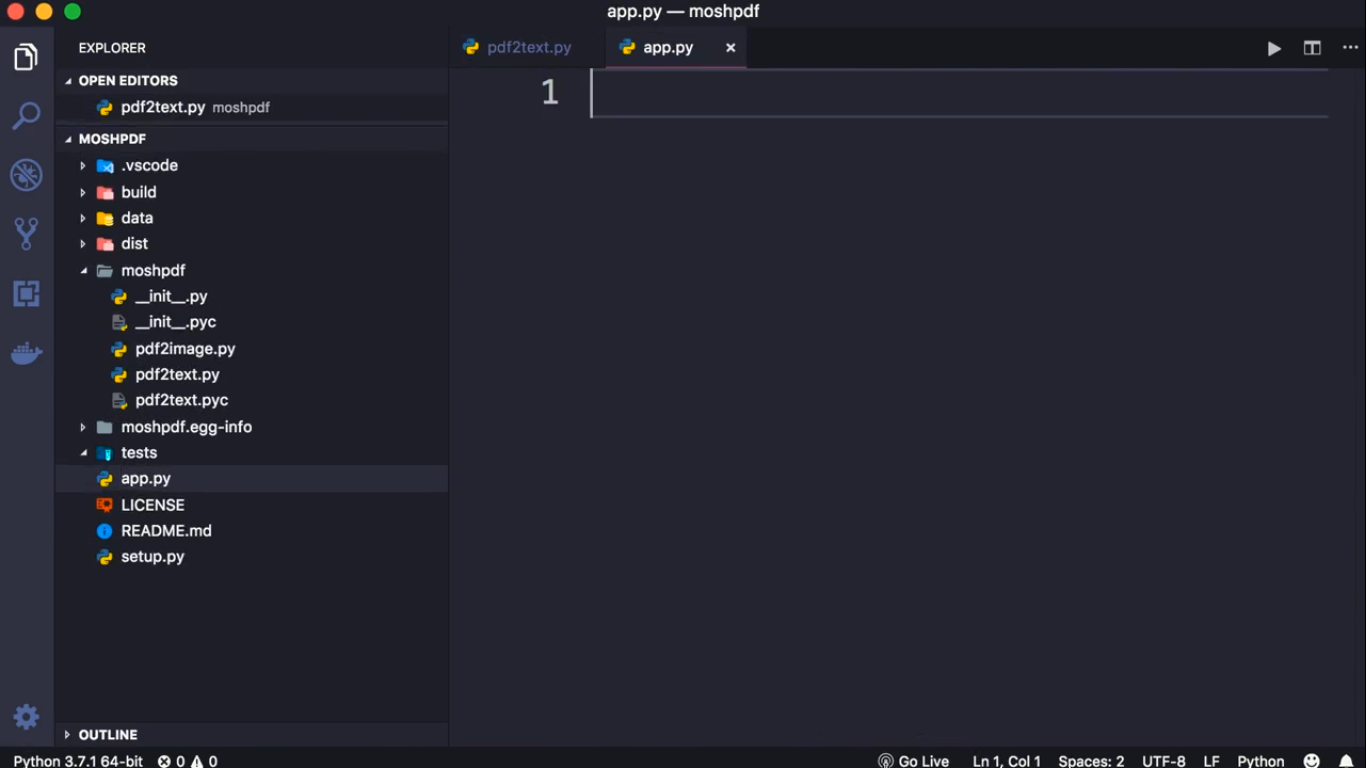 app.py — moshpdf
EXPLORER
pdf2text.py
app.py
OPEN EDITORS
pdf2text.py moshpdf
1
MOSHPDF
.vscode
build
data
dist
moshpdf
__init__.py
__init__.pyc
pdf2image.py
pdf2text.py
pdf2text.pyc
moshpdf.egg-info
tests
app.py
LICENSE
README.md
setup.py
OUTLINE
Python 3.7.1 64-bit 0 0 Go Live Ln 1, Col 1 Spaces: 2 UTF-8 LF Python